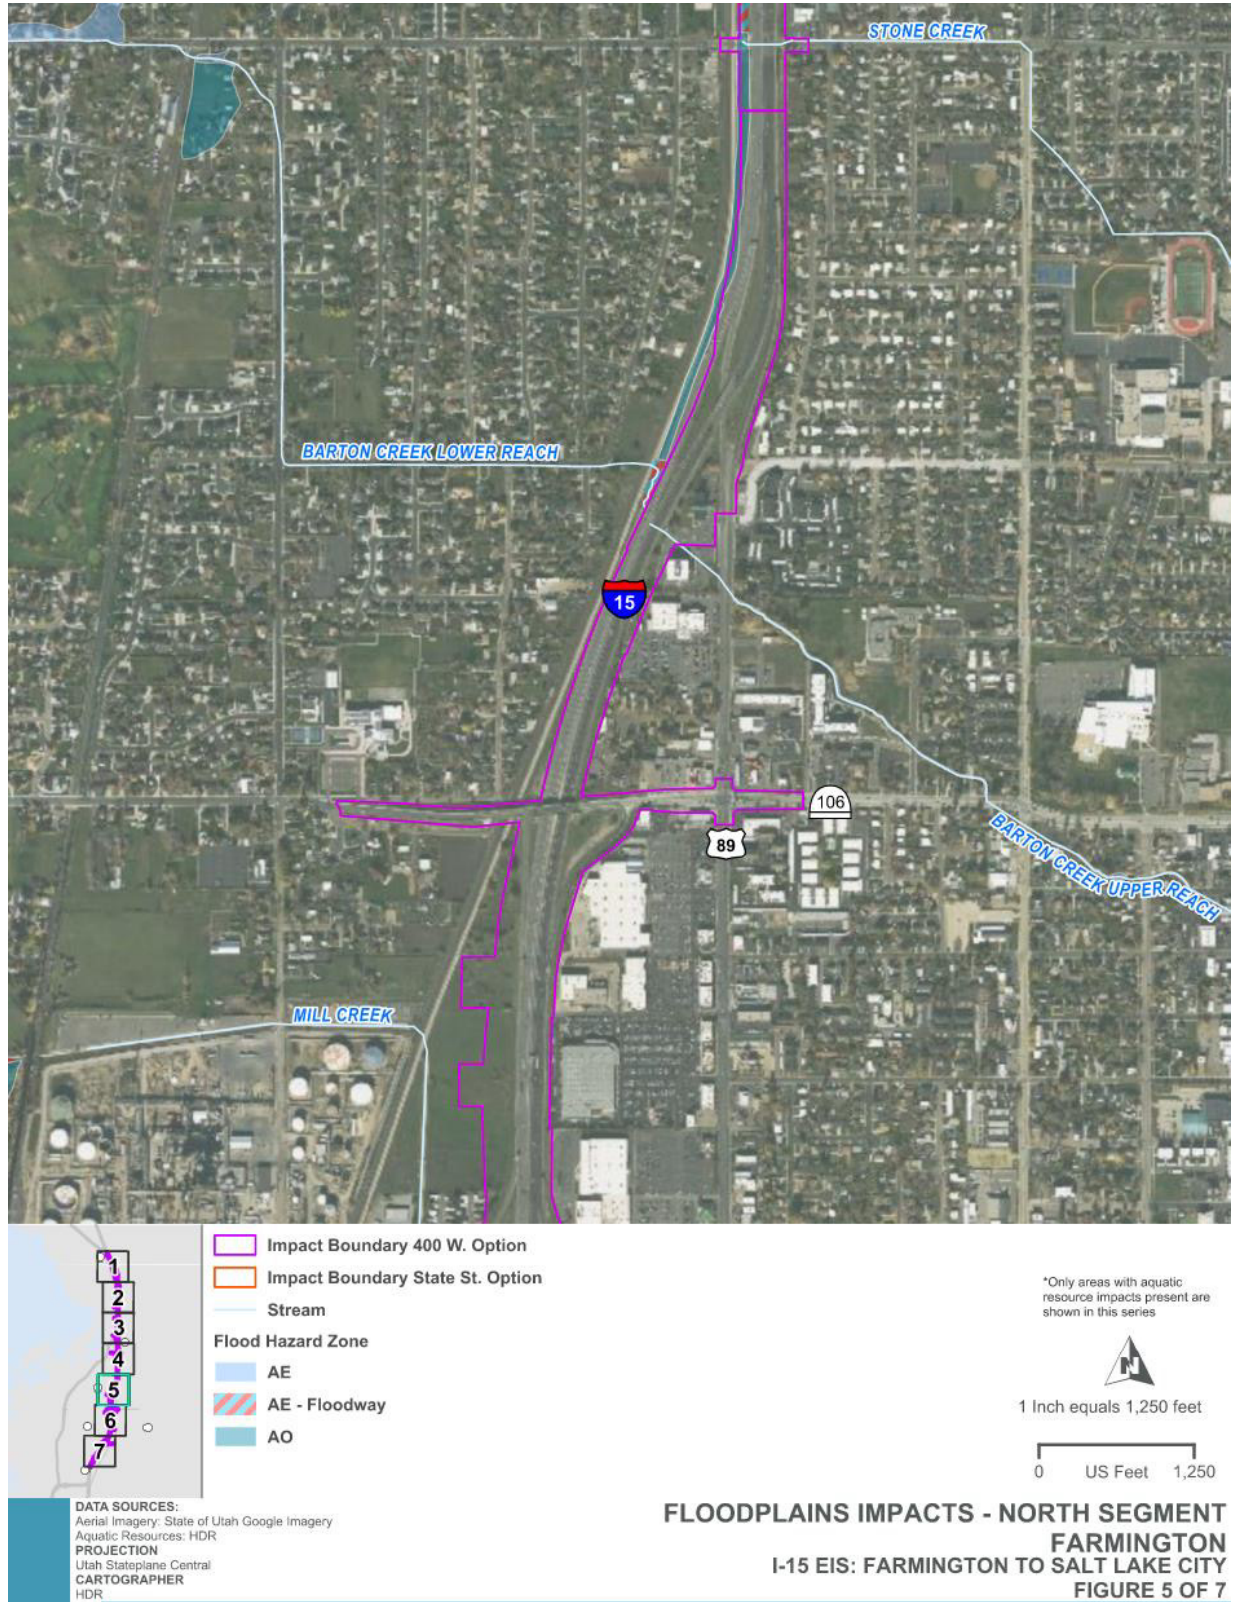 STONE CREEK
BARTON CREEK LOWER REACH
15
106
89
BARTON CREEK UPPER REACH
MILL CREEK
1
2
3
4
5
6
7
Impact Boundary 400 W. Option
Impact Boundary State St. Option
Stream
Flood Hazard Zone
AE
AE - Floodway
AO
*Only areas with aquatic
resource impacts present are
shown in this series
N
1 Inch equals 1,250 feet
0 US Feet 1,250
DATA SOURCES:
Aerial Imagery: State of Utah Google Imagery
Aquatic Resources: HDR
PROJECTION
Utah Stateplane Central
CARTOGRAPHER
HDR
FLOODPLAINS IMPACTS - NORTH SEGMENT
FARMINGTON
I-15 EIS: FARMINGTON TO SALT LAKE CITY
FIGURE 5 OF 7